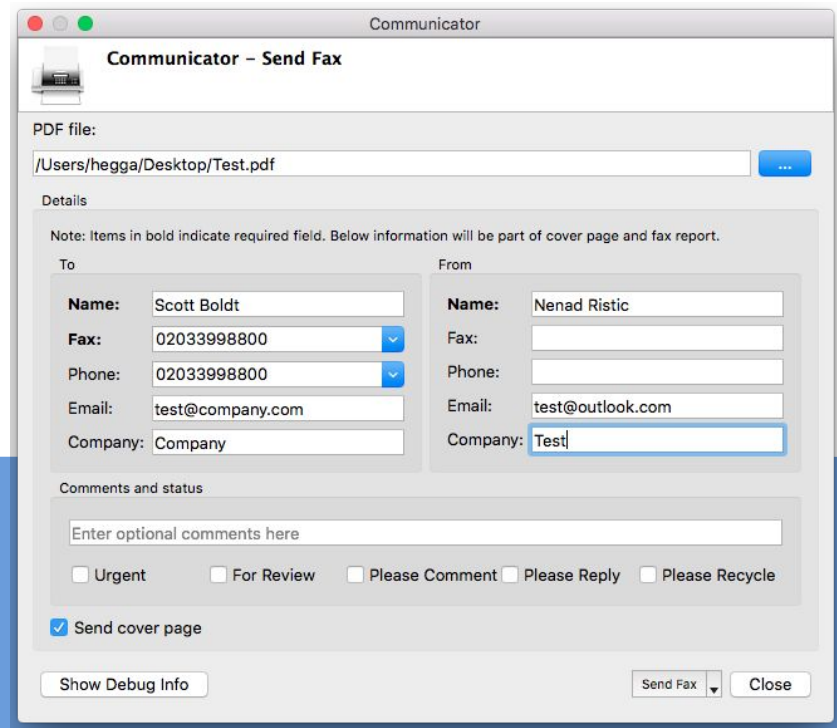 Communicator
Communicator – Send Fax
PDF file:
/Users/hegga/Desktop/Test.pdf
...
Details
Note: Items in bold indicate required field. Below information will be part of cover page and fax report.
To
Name: Scott Boldt
Fax: 02033998800
Phone: 02033998800
Email: test@company.com
Company: Company
From
Name: Nenad Ristic
Fax:
Phone:
Email: test@outlook.com
Company: Test
Comments and status
Enter optional comments here
Urgent For Review Please Comment Please Reply Please Recycle
Send cover page
Show Debug Info Send Fax Close